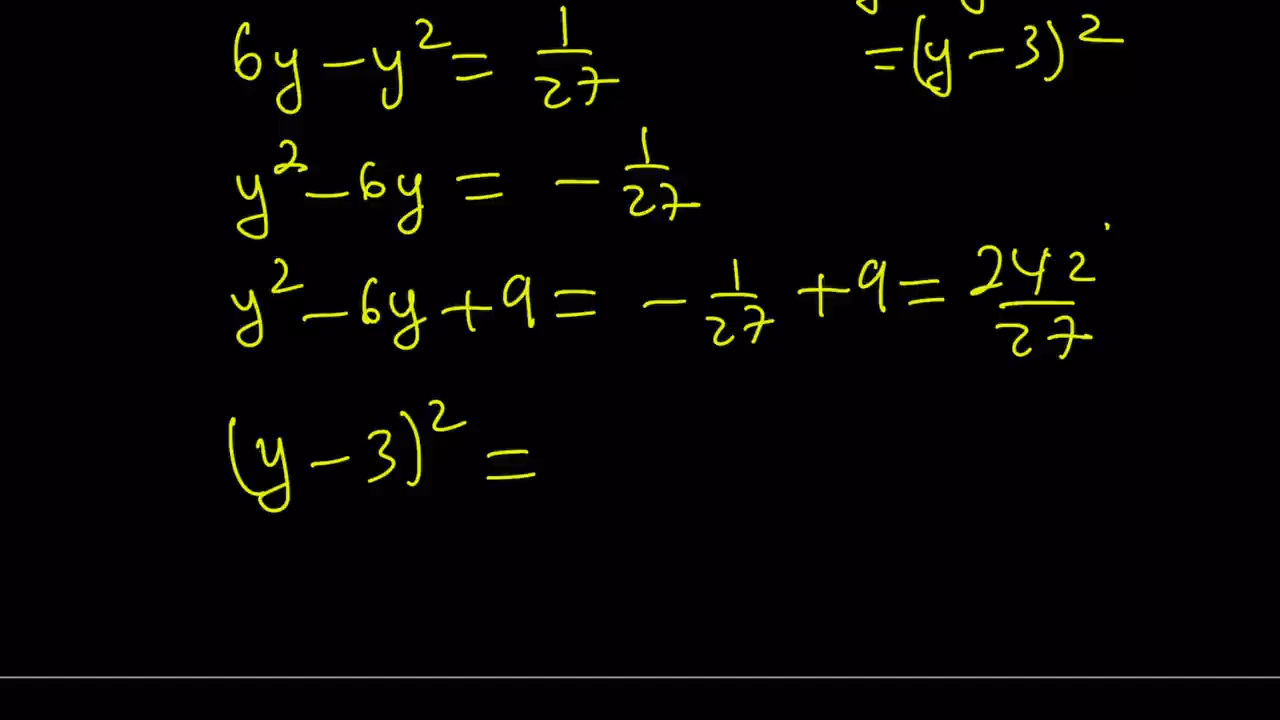 6y - y² = 1/27
= (y - 3)²
y² - 6y = - 1/27
y² - 6y + 9 = - 1/27 + 9 = 242/27
(y - 3)² =